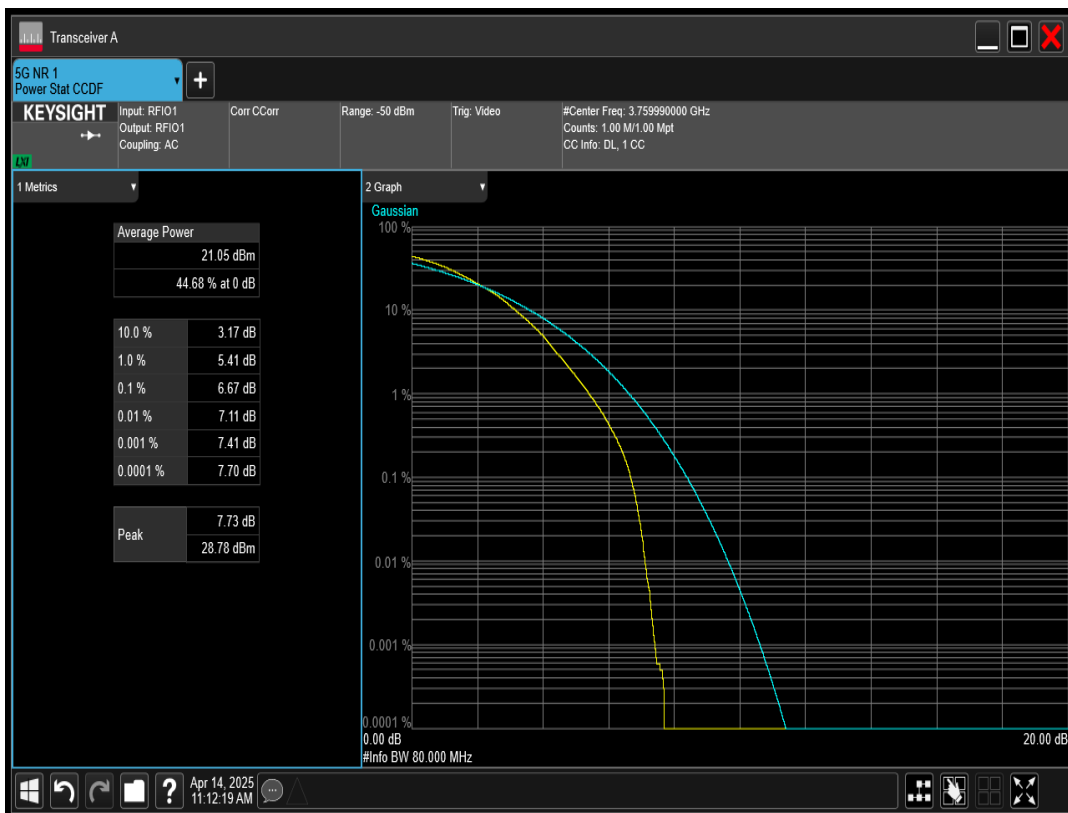 Transceiver A
5G NR 1
Power Stat CCDF
+
KEYSIGHT
LXI
Input: RFIO1
Output: RFIO1
Coupling: AC
Corr CCorr
Range: -50 dBm
Trig: Video
#Center Freq: 3.759990000 GHz
Counts: 1.00 M/1.00 Mpt
CC Info: DL, 1 CC
1 Metrics
Average Power
21.05 dBm
44.68 % at 0 dB
10.0 % 3.17 dB
1.0 % 5.41 dB
0.1 % 6.67 dB
0.01 % 7.11 dB
0.001 % 7.41 dB
0.0001 % 7.70 dB
Peak
7.73 dB
28.78 dBm
2 Graph
Gaussian
100 %
10 %
1 %
0.1 %
0.01 %
0.001 %
0.0001 %
0.00 dB 20.00 dB
#Info BW 80.000 MHz
?
Apr 14, 2025
11:12:19 AM